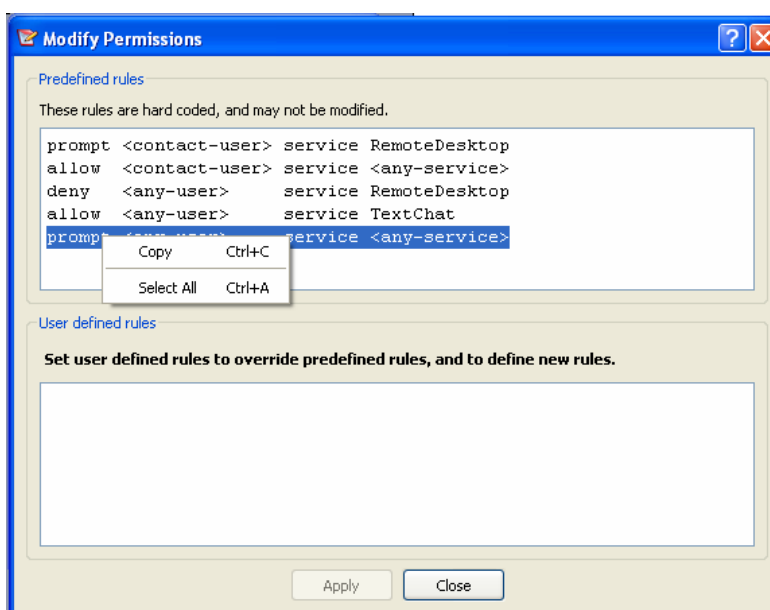 Modify Permissions
Predefined rules
These rules are hard coded, and may not be modified.
prompt <contact-user> service RemoteDesktop
allow <contact-user> service <any-service>
deny <any-user> service RemoteDesktop
allow <any-user> service TextChat
prompt <any-user> service <any-service>
Copy Ctrl+C
Select All Ctrl+A
User defined rules
Set user defined rules to override predefined rules, and to define new rules.
Apply Close